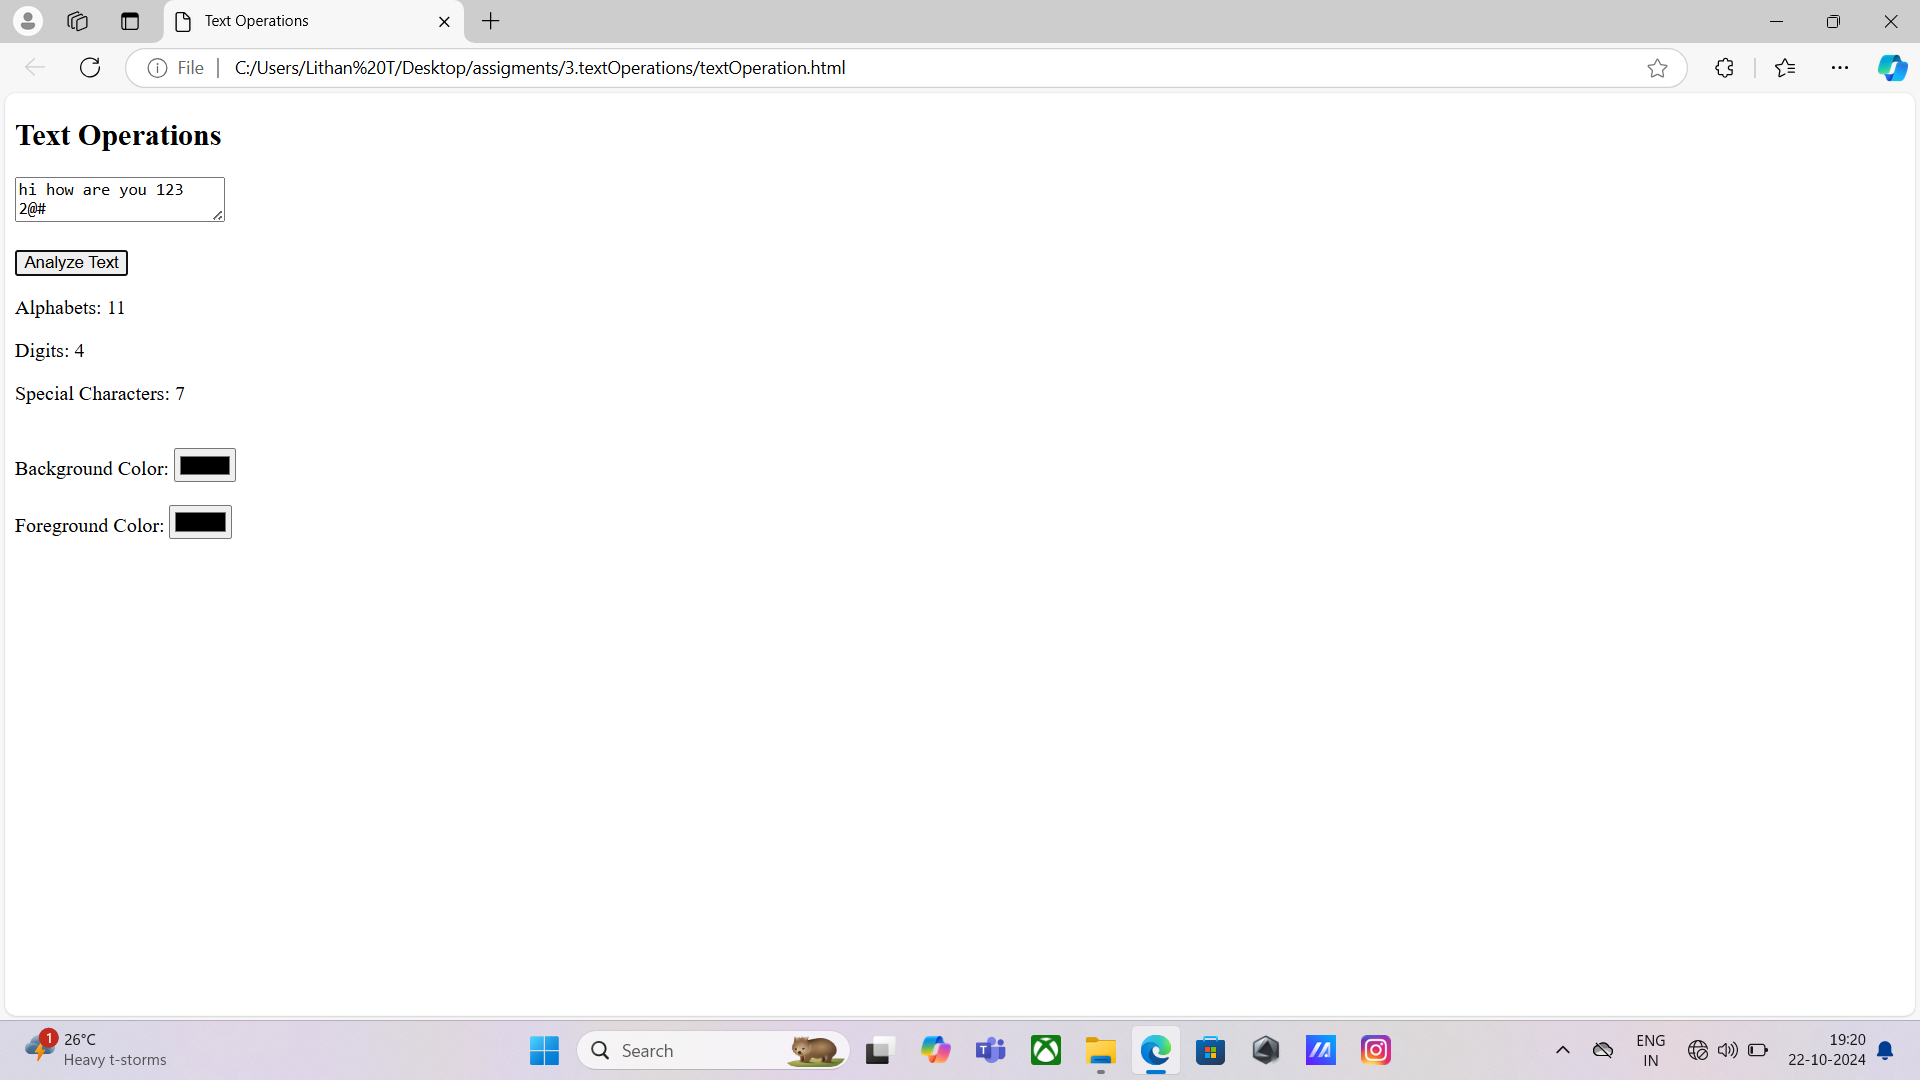 Text Operations
File
C:/Users/Lithan%20T/Desktop/assigments/3.textOperations/textOperation.html
Text Operations
hi how are you 123
2@#
Analyze Text
Alphabets: 11
Digits: 4
Special Characters: 7
Background Color:
Foreground Color:
1
26°C
Heavy t-storms
Search
ENG
IN
19:20
22-10-2024